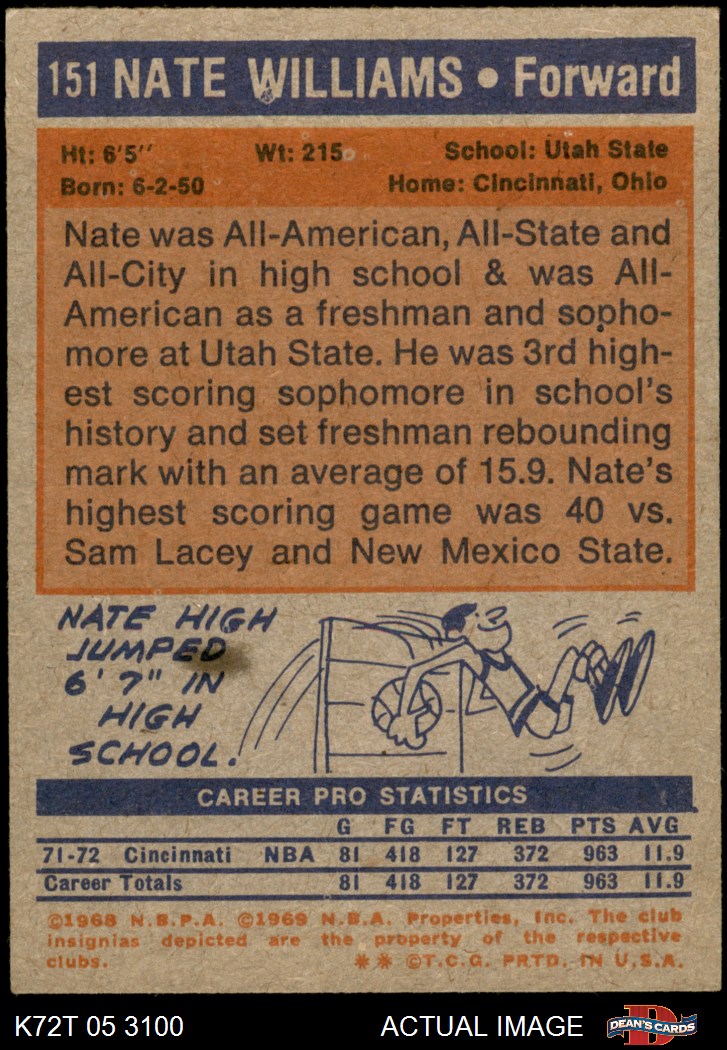 151 NATE WILLIAMS • Forward
Ht: 6'5'' Wt: 215 School: Utah State
Born: 6-2-50 Home: Cincinnati, Ohio
Nate was All-American, All-State and
All-City in high school & was All-
American as a freshman and sopho-
more at Utah State. He was 3rd high-
est scoring sophomore in school's
history and set freshman rebounding
mark with an average of 15.9. Nate's
highest scoring game was 40 vs.
Sam Lacey and New Mexico State.
NATE HIGH
JUMPED
6' 7" IN
HIGH
SCHOOL.
CAREER PRO STATISTICS
G FG FT REB PTS AVG
71-72 Cincinnati NBA 81 418 127 372 963 11.9
Career Totals 81 418 127 372 963 11.9
©1968 N.B.P.A. ©1969 N.B.A. Properties, Inc. The club
insignias depicted are the property of the respective
clubs. ** ©T.C.G. PRTD. IN U.S.A.
K72T 05 3100 ACTUAL IMAGE DEAN'S CARDS